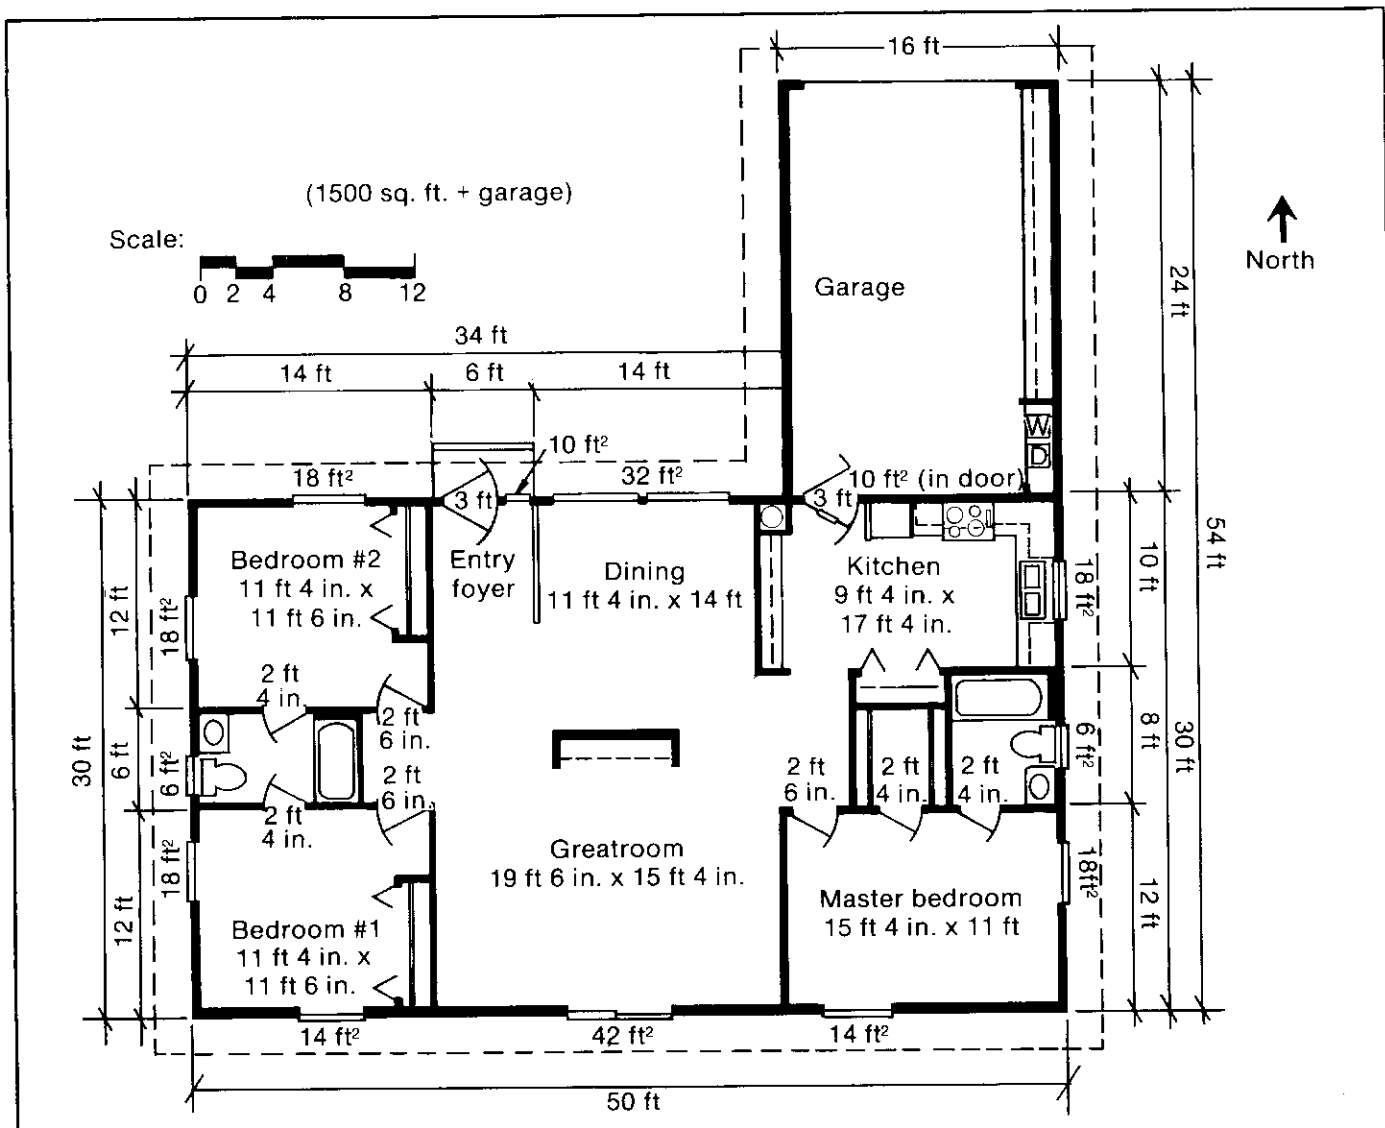 16 ft
(1500 sq. ft. + garage)
Scale:
0 2 4 8 12
North
Garage
24 ft
34 ft
14 ft 6 ft 14 ft
W
D
10 ft²
18 ft²
32 ft²
10 ft² (in door)
3 ft
3 ft
54 ft
Bedroom #2
11 ft 4 in. x
11 ft 6 in.
Entry
foyer
Dining
11 ft 4 in. x 14 ft
Kitchen
9 ft 4 in. x
17 ft 4 in.
18 ft²
10 ft
12 ft
18 ft²
2 ft
4 in.
2 ft
6 in.
30 ft
6 ft
6 ft²
2 ft
6 in.
2 ft
4 in.
2 ft
6 in.
2 ft
4 in.
2 ft
4 in.
6 ft²
8 ft
30 ft
18 ft²
12 ft
Greatroom
19 ft 6 in. x 15 ft 4 in.
Master bedroom
15 ft 4 in. x 11 ft
18ft²
12 ft
Bedroom #1
11 ft 4 in. x
11 ft 6 in.
14 ft²
42 ft²
14 ft²
50 ft